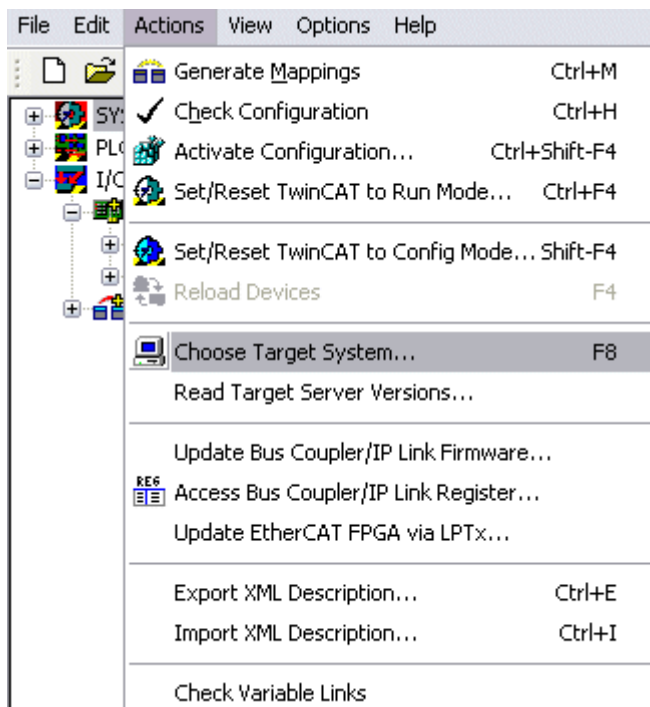 File Edit Actions View Options Help
Generate Mappings Ctrl+M
SY Check Configuration Ctrl+H
PL Activate Configuration... Ctrl+Shift-F4
I/O Set/Reset TwinCAT to Run Mode... Ctrl+F4
Set/Reset TwinCAT to Config Mode... Shift-F4
Reload Devices F4
Choose Target System... F8
Read Target Server Versions...
Update Bus Coupler/IP Link Firmware...
REG Access Bus Coupler/IP Link Register...
Update EtherCAT FPGA via LPTx...
Export XML Description... Ctrl+E
Import XML Description... Ctrl+I
Check Variable Links